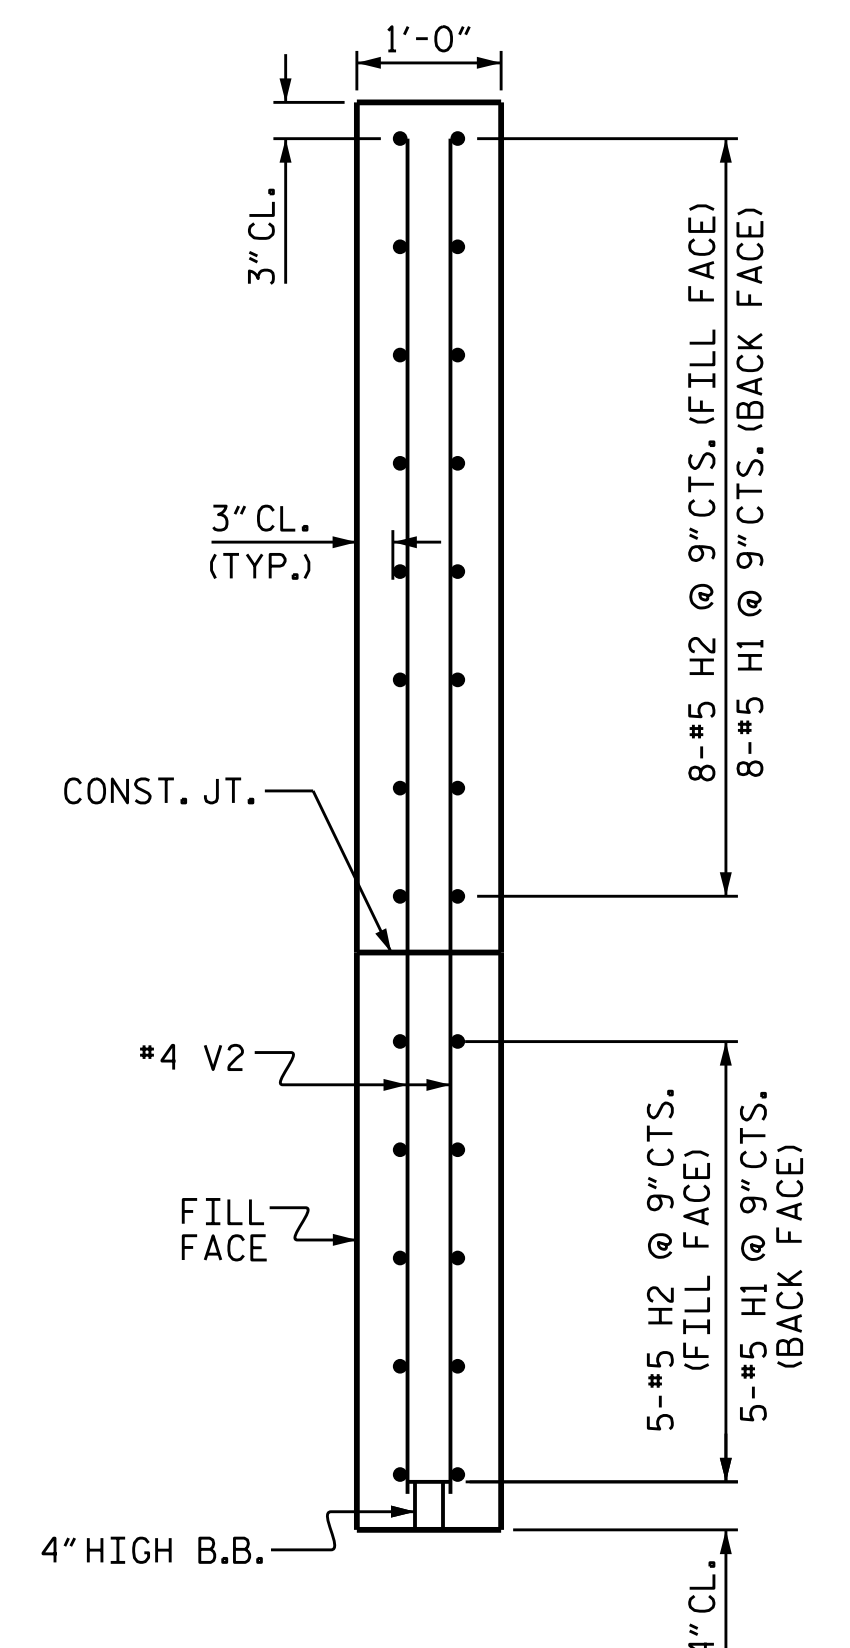 1'-0"
3" CL.
8-#5 H2 @ 9" CTS. (FILL FACE)
8-#5 H1 @ 9" CTS. (BACK FACE)
3" CL.
(TYP.)
CONST. JT.
#4 V2
FILL
FACE
5-#5 H2 @ 9" CTS.
(FILL FACE)
5-#5 H1 @ 9" CTS.
(BACK FACE)
4" HIGH B.B.
4" CL.